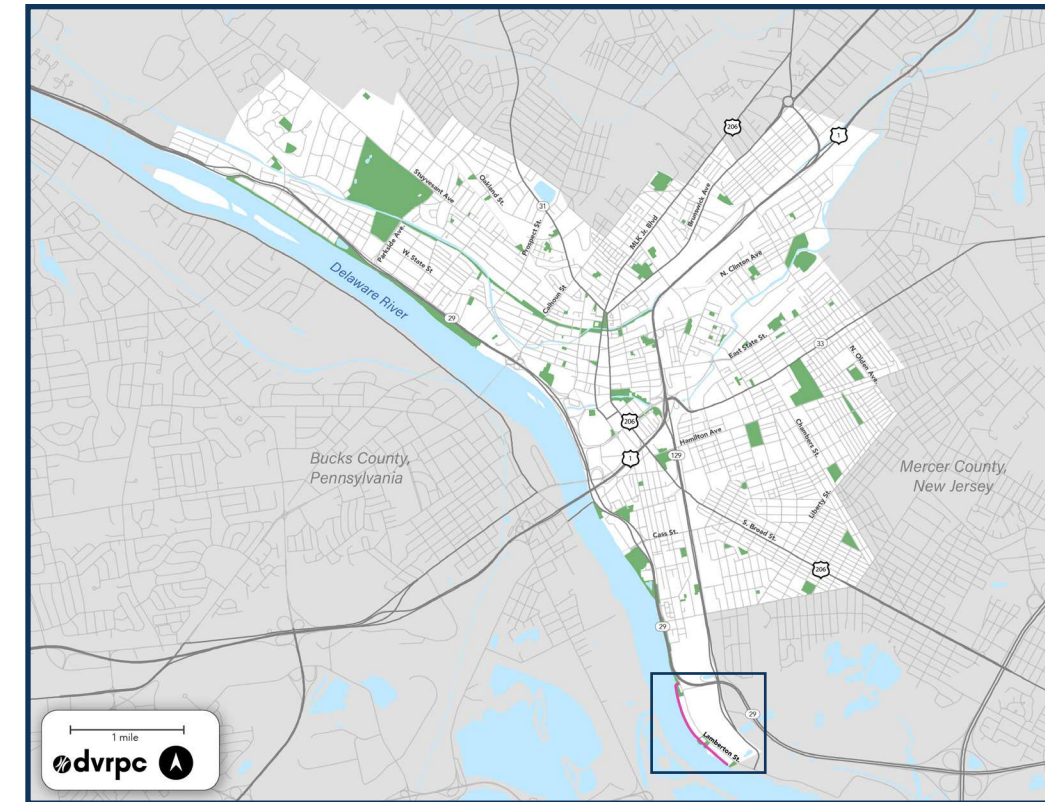 206
1
31
Stuyvesant Ave
Oakland St.
Prospect St.
MLK Jr. Blvd
Brunswick Ave
Parkside Ave.
W. State St
N. Clinton Ave
Delaware River
Calhoun St
29
East State St.
33
N. Olden Ave.
206
Hamilton Ave
Chambers St.
1
129
Bucks County,
Pennsylvania
Mercer County,
New Jersey
Liberty St.
S. Broad St.
Cass St.
206
29
29
Lamberton St.
1 mile
dvrpc